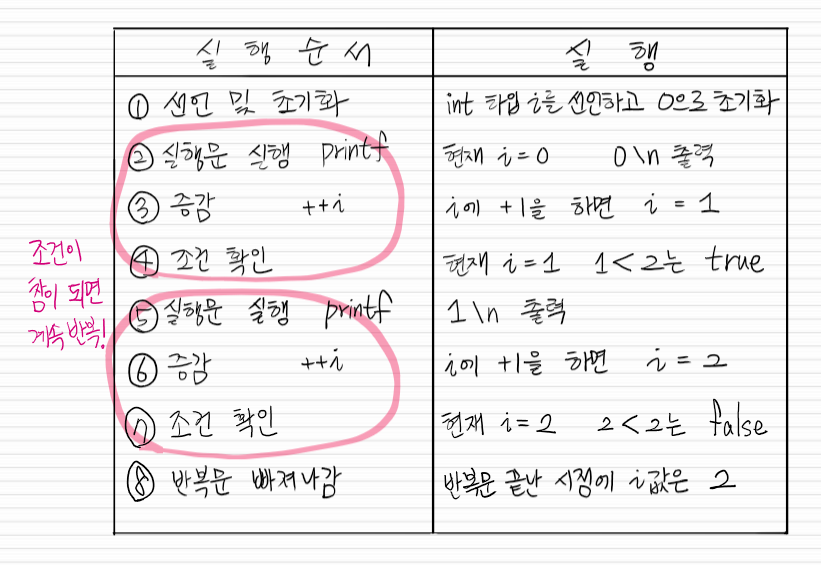 실행순서 실행
① 선언 및 초기화 int 타입 i를 선언하고 0으로 초기화
② 실행문 실행 printf 현재 i=0 0\n 출력
③ 증감 ++i i에 +1을 하면 i = 1
④ 조건 확인 현재 i=1 1<2는 true
조건이
참이 되면
계속 반복!
⑤ 실행문 실행 printf 1\n 출력
⑥ 증감 ++i i에 +1을 하면 i = 2
⑦ 조건 확인 현재 i=2 2<2는 false
⑧ 반복문 빠져나감 반복문 끝난 시점에 i값은 2